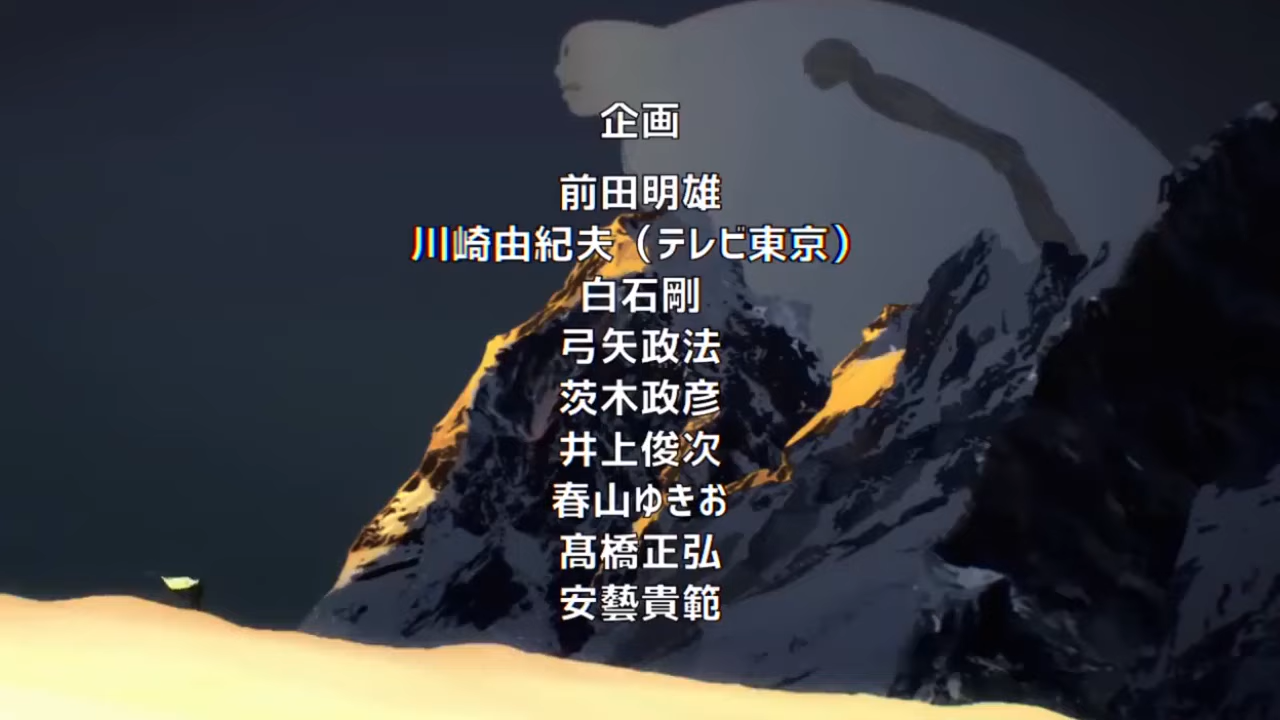 企画
前田明雄
川崎由紀夫（テレビ東京）
白石剛
弓矢政法
茨木政彦
井上俊次
春山ゆきお
髙橋正弘
安藝貴範